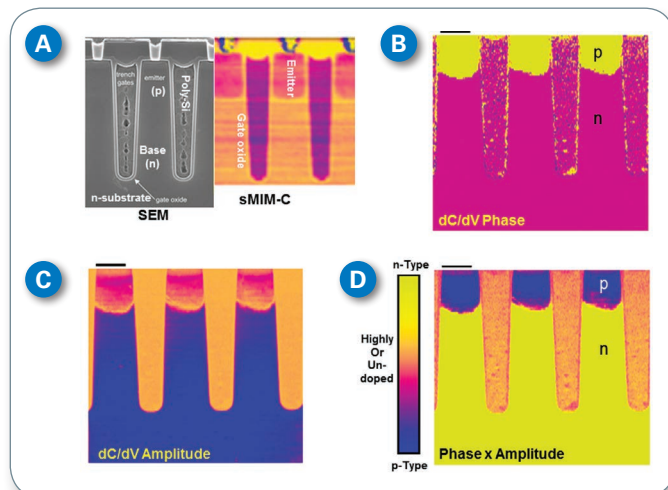 A
trench
gates
emitter
(p)
Poly-Si
Base
(n)
n-substrate
gate oxide
SEM
Emitter
Gate oxide
sMIM-C
B
p
n
dC/dV Phase
C
dC/dV Amplitude
D
n-Type
Highly
Or
Un-
doped
p-Type
p
n
Phase x Amplitude